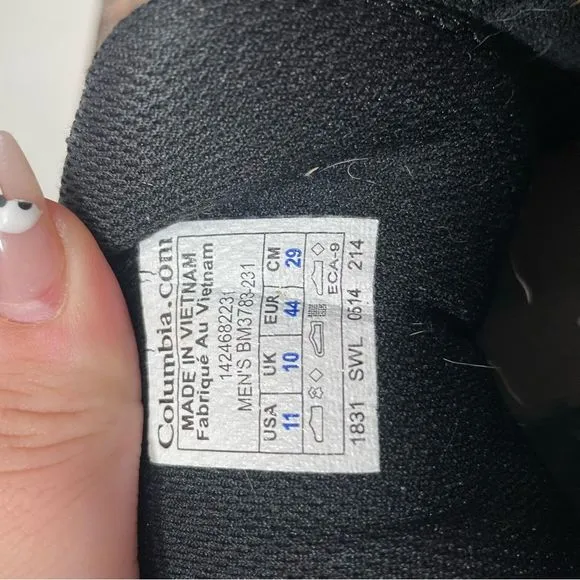 Columbia.com
MADE IN VIETNAM
Fabriqué Au Vietnam
1424682231
MEN'S BM3783-231
USA UK EUR CM
11 10 44 29
ECA-9
1831 SWL 0514 214